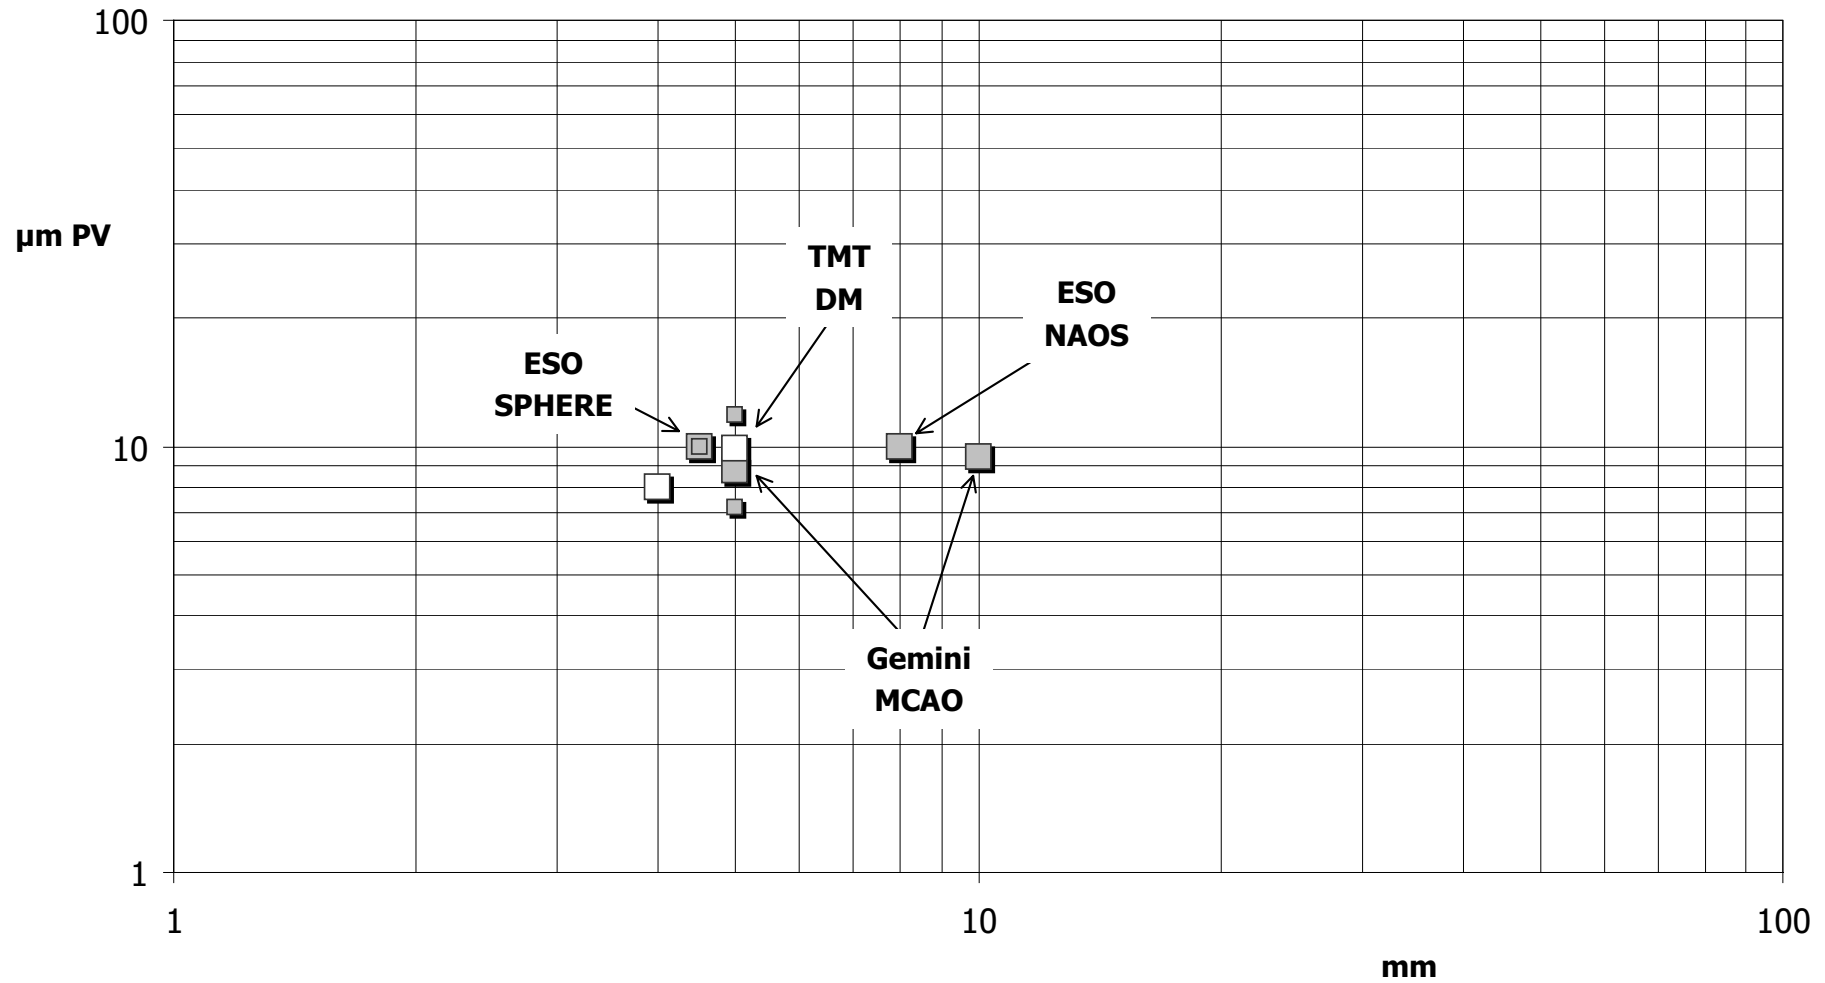 100
µm PV
TMT
DM
ESO
NAOS
ESO
SPHERE
10
Gemini
MCAO
1
1
10
100
mm